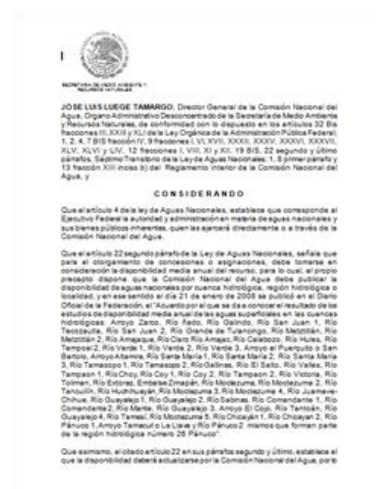 SECRETARÍA DE MEDIO AMBIENTE Y
RECURSOS NATURALES
JOSE LUIS LUEGE TAMARGO, Director General de la Comisión Nacional del
Agua, Órgano Administrativo Desconcentrado de la Secretaría de Medio Ambiente
y Recursos Naturales, de conformidad con lo dispuesto en los artículos 32 Bis
fracciones III, XXIII y XLI de la Ley Orgánica de la Administración Pública Federal;
1, 2, 4, 7 BIS fracción IV, 9 fracciones I, VI, XVII, XXXII, XXXV, XXXVI, XXXVII,
XLV, XLVI y LIV, 12 fracciones I, VIII, XI y XII, 19 BIS, 22 segundo y último
párrafos, Séptimo Transitorio de la Ley de Aguas Nacionales; 1, 8 primer párrafo y
13 fracción XIII inciso b) del Reglamento Interior de la Comisión Nacional del
Agua, y
C O N S I D E R A N D O
Que el artículo 4 de la ley de Aguas Nacionales, establece que corresponde al
Ejecutivo Federal la autoridad y administración en materia de aguas nacionales y
sus bienes públicos inherentes, quien las ejercerá directamente o a través de la
Comisión Nacional del Agua.
Que el artículo 22 segundo párrafo de la Ley de Aguas Nacionales, señala que
para el otorgamiento de concesiones o asignaciones, debe tomarse en
consideración la disponibilidad media anual del recurso, para lo cual, el propio
precepto dispone que la Comisión Nacional del Agua debe publicar la
disponibilidad de aguas nacionales por cuenca hidrológica, región hidrológica o
localidad, y en ese sentido el día 21 de enero de 2008 se publicó en el Diario
Oficial de la Federación, el "Acuerdo por el que se da a conocer el resultado de los
estudios de disponibilidad media anual de las aguas superficiales en las cuencas
hidrológicas: Arroyo Zarco, Río Ñado, Río Galindo, Río San Juan 1, Río
Tecozautla, Río San Juan 2, Río Grande de Tulancingo, Río Metztitlán, Río
Metztitlán 2, Río Amajaque, Río Claro Río Amajac, Río Calabozo, Río Hules, Río
Tempoal 2, Río Verde 1, Río Verde 2, Río Verde 3, Arroyo el Puerquito o San
Bartolo, Arroyo Altamira, Río Santa María 1, Río Santa María 2, Río Santa María
3, Río Tamasopo 1, Río Tamasopo 2, Río Gallinas, Río El Salto, Río Valles, Río
Tampaón 1, Río Choy, Río Coy 1, Río Coy 2, Río Tampaón 2, Río Victoria, Río
Tolimán, Río Extóraz, Embalse Zimapán, Río Moctezuma, Río Moctezuma 2, Río
Tancuilín, Río Huichihuayán, Río Moctezuma 3, Río Moctezuma 4, Río Jaumave-
Chihue, Río Guayalejo 1, Río Guayalejo 2, Río Sabinas, Río Comandante 1, Río
Comandante 2, Río Mante, Río Guayalejo 3, Arroyo El Cojo, Río Tantoán, Río
Guayalejo 4, Río Tamesí, Río Moctezuma 5, Río Chicayán 1, Río Chicayán 2, Río
Pánuco 1, Arroyo Tamacuil o La Llave y Río Pánuco 2 mismos que forman parte
de la región hidrológica número 26 Pánuco".
Que asimismo, el citado artículo 22 en sus párrafos segundo y último, establece el
que la disponibilidad deberá actualizarse por la Comisión Nacional del Agua, por lo